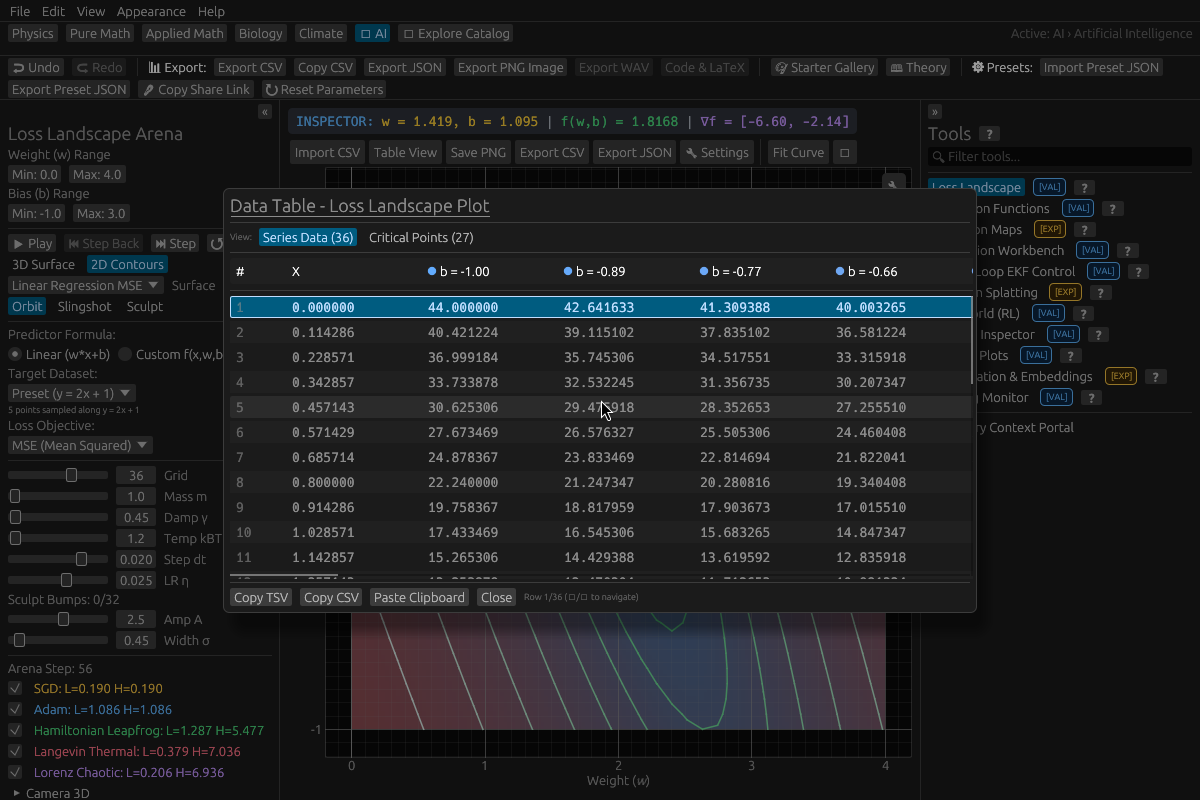 File Edit View Appearance Help
Physics Pure Math Applied Math Biology Climate AI Explore Catalog
Active: AI › Artificial Intelligence
Undo Redo Export: Export CSV Copy CSV Export JSON Export PNG Image Export WAV Code & LaTeX Starter Gallery Theory Presets: Import Preset JSON
Export Preset JSON Copy Share Link Reset Parameters
«
Loss Landscape Arena
Weight (w) Range
Min: 0.0 Max: 4.0
Bias (b) Range
Min: -1.0 Max: 3.0
Play Step Back Step
3D Surface 2D Contours
Linear Regression MSE Surface
Orbit Slingshot Sculpt
Predictor Formula:
Linear (w*x+b) Custom f(x,w,b
Target Dataset:
Preset (y = 2x + 1)
5 points sampled along y = 2x + 1
Loss Objective:
MSE (Mean Squared)
36 Grid
1.0 Mass m
0.45 Damp γ
1.2 Temp kBT
0.020 Step dt
0.025 LR η
Sculpt Bumps: 0/32
2.5 Amp A
0.45 Width σ
Arena Step: 56
SGD: L=0.190 H=0.190
Adam: L=1.086 H=1.086
Hamiltonian Leapfrog: L=1.287 H=5.477
Langevin Thermal: L=0.379 H=7.036
Lorenz Chaotic: L=0.206 H=6.936
Camera 3D
INSPECTOR: w = 1.419, b = 1.095 | f(w,b) = 1.8168 | ∇f = [-6.60, -2.14]
Import CSV Table View Save PNG Export CSV Export JSON Settings Fit Curve
Data Table - Loss Landscape Plot
View: Series Data (36) Critical Points (27)
# X b = -1.00 b = -0.89 b = -0.77 b = -0.66
1 0.000000 44.000000 42.641633 41.309388 40.003265
2 0.114286 40.421224 39.115102 37.835102 36.581224
3 0.228571 36.999184 35.745306 34.517551 33.315918
4 0.342857 33.733878 32.532245 31.356735 30.207347
5 0.457143 30.625306 28.352653 27.255510
6 0.571429 27.673469 26.576327 25.505306 24.460408
7 0.685714 24.878367 23.833469 22.814694 21.822041
8 0.800000 22.240000 21.247347 20.280816 19.340408
9 0.914286 19.758367 18.817959 17.903673 17.015510
10 1.028571 17.433469 16.545306 15.683265 14.847347
11 1.142857 15.265306 14.429388 13.619592 12.835918
Copy TSV Copy CSV Paste Clipboard Close Row 1/36 (□/□ to navigate)
-1
0 1 2 3 4
Weight (w)
»
Tools ?
Filter tools...
Loss Landscape [VAL] ?
on Functions [VAL] ?
on Maps [EXP] ?
ion Workbench [VAL] ?
Loop EKF Control [VAL] ?
n Splatting [EXP] ?
rld (RL) [VAL] ?
Inspector [VAL] ?
Plots [VAL] ?
ation & Embeddings [EXP] ?
g Monitor [VAL] ?
ry Context Portal